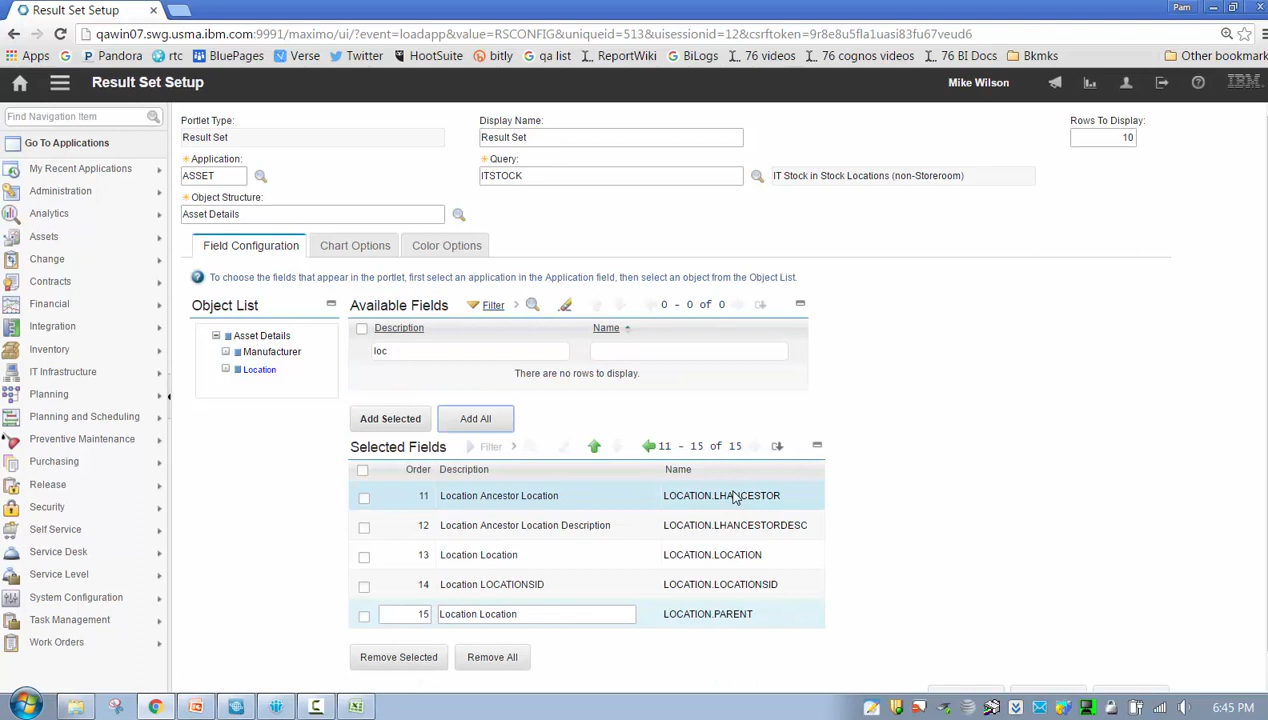 Result Set Setup
Pam
qawin07.swg.usma.ibm.com:9991/maximo/ui/?event=loadapp&value=RSCONFIG&uniqueid=513&uisessionid=12&csrftoken=9r8e8u5fla1uasi83fu67veud6
Apps Pandora rtc BluePages Verse Twitter HootSuite bitly qa list ReportWiki BiLogs 76 videos 76 cognos videos 76 BI Docs Bkmks Other bookmark
Result Set Setup Mike Wilson IBM
Find Navigation Item
Go To Applications
My Recent Applications
Administration
Analytics
Assets
Change
Contracts
Financial
Integration
Inventory
IT Infrastructure
Planning
Planning and Scheduling
Preventive Maintenance
Purchasing
Release
Security
Self Service
Service Desk
Service Level
System Configuration
Task Management
Work Orders
Portlet Type: Display Name: Rows To Display:
Result Set Result Set 10
Application: Query:
ASSET ITSTOCK IT Stock in Stock Locations (non-Storeroom)
Object Structure:
Asset Details
Field Configuration Chart Options Color Options
To choose the fields that appear in the portlet, first select an application in the Application field, then select an object from the Object List.
Object List
Asset Details
Manufacturer
Location
Available Fields Filter 0 - 0 of 0
Description Name
loc
There are no rows to display.
Add Selected Add All
Selected Fields Filter 11 - 15 of 15
Order Description Name
11 Location Ancestor Location LOCATION.LHANCESTOR
12 Location Ancestor Location Description LOCATION.LHANCESTORDESC
13 Location Location LOCATION.LOCATION
14 Location LOCATIONSID LOCATION.LOCATIONSID
15 Location Location LOCATION.PARENT
Remove Selected Remove All
6:45 PM